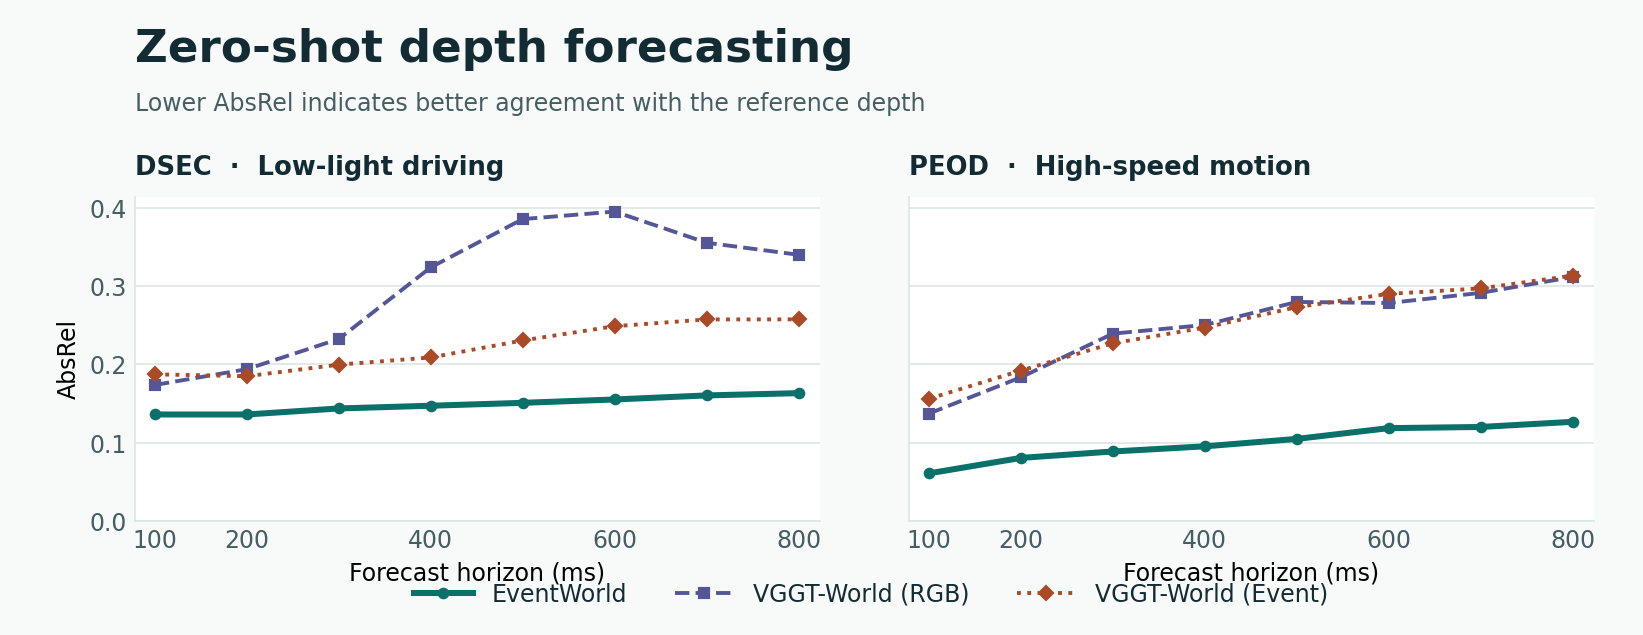 Zero-shot depth forecasting
Lower AbsRel indicates better agreement with the reference depth
DSEC · Low-light driving
PEOD · High-speed motion
AbsRel
0.4
0.3
0.2
0.1
0.0
100 200 400 600 800
100 200 400 600 800
Forecast horizon (ms)
Forecast horizon (ms)
EventWorld VGGT-World (RGB) VGGT-World (Event)